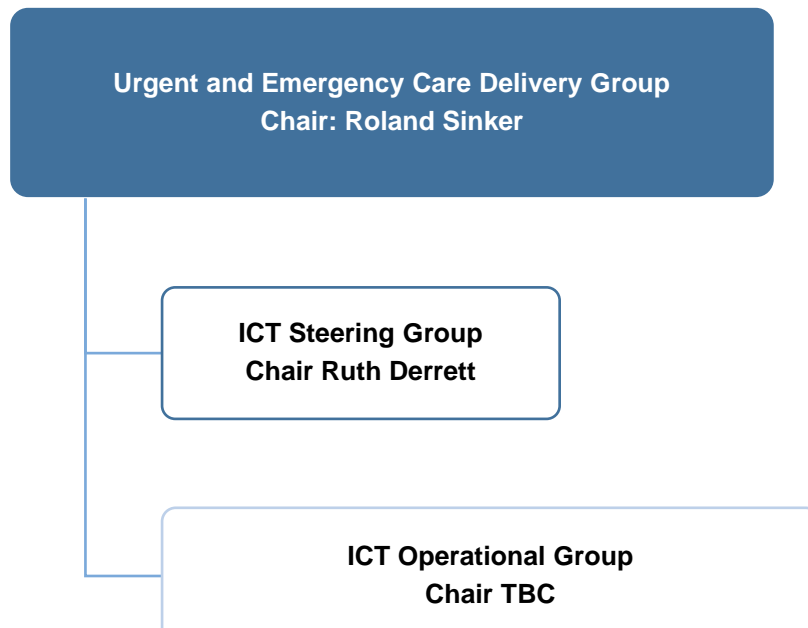 Urgent and Emergency Care Delivery Group
Chair: Roland Sinker
ICT Steering Group
Chair Ruth Derrett
ICT Operational Group
Chair TBC